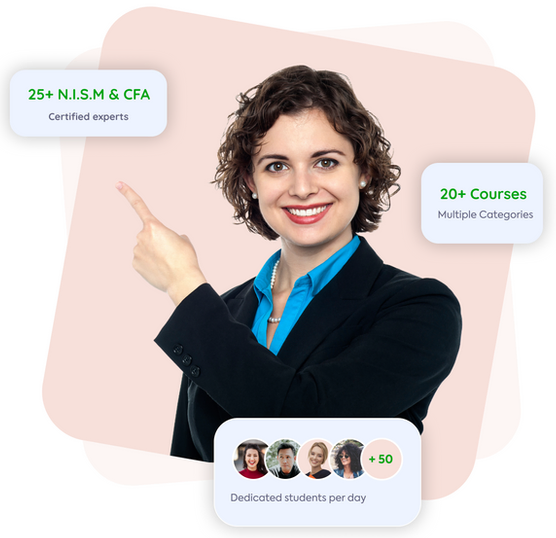 25+ N.I.S.M & CFA
Certified experts
20+ Courses
Multiple Categories
+ 50
Dedicated students per day